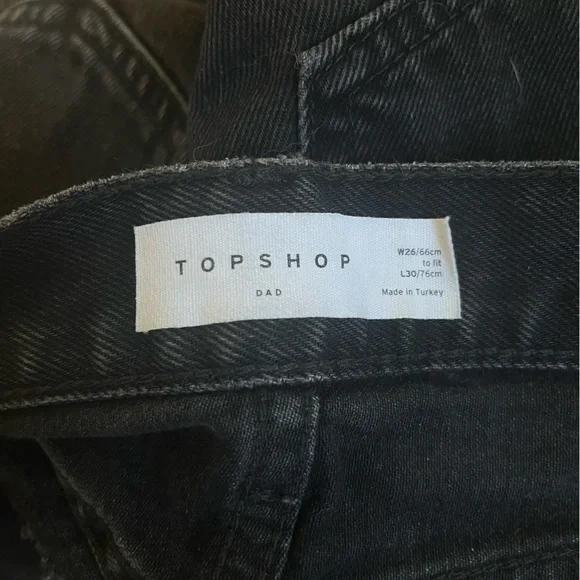 TOPSHOP
DAD
W26/66cm
to fit
L30/76cm
Made in Turkey